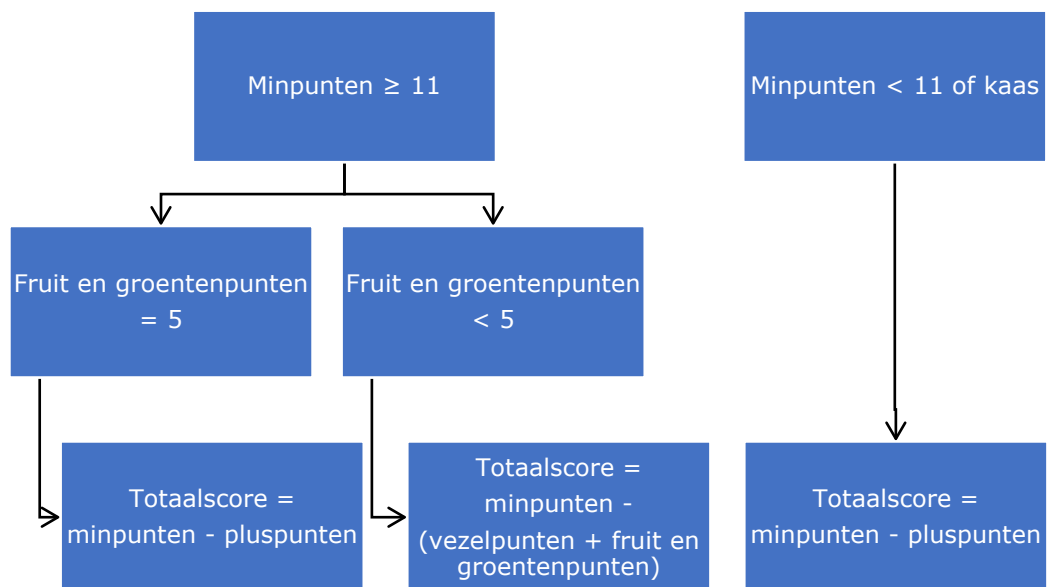 Minpunten ≥ 11
Minpunten < 11 of kaas
Fruit en groentenpunten
= 5
Fruit en groentenpunten
< 5
Totaalscore =
minpunten - pluspunten
Totaalscore =
minpunten -
(vezelpunten + fruit en
groentenpunten)
Totaalscore =
minpunten - pluspunten